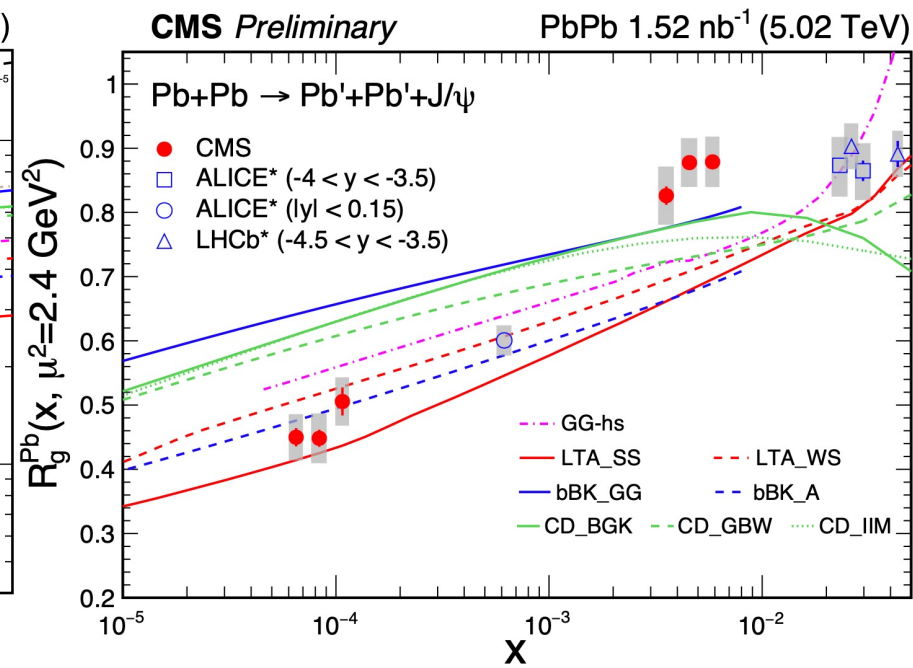 )
-5
CMS Preliminary PbPb 1.52 nb⁻¹ (5.02 TeV)
Pb+Pb → Pb'+Pb'+J/ψ
CMS
ALICE* (-4 < y < -3.5)
ALICE* (|y| < 0.15)
LHCb* (-4.5 < y < -3.5)
R_g^Pb(x, μ²=2.4 GeV²)
1
0.9
0.8
0.7
0.6
0.5
0.4
0.3
0.2
GG-hs
LTA_SS LTA_WS
bBK_GG bBK_A
CD_BGK CD_GBW CD_IIM
10⁻⁵ 10⁻⁴ 10⁻³ 10⁻²
x